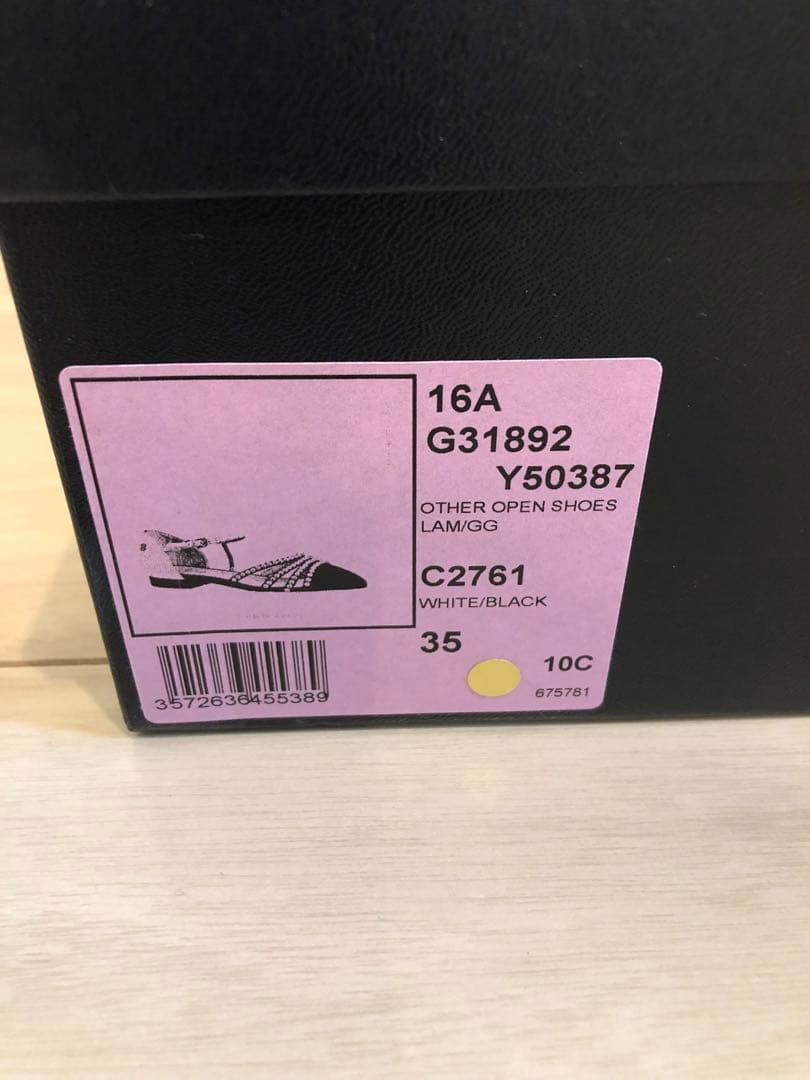 16A
G31892
Y50387
OTHER OPEN SHOES
LAM/GG
C2761
WHITE/BLACK
35
10C
675781
3572636455389